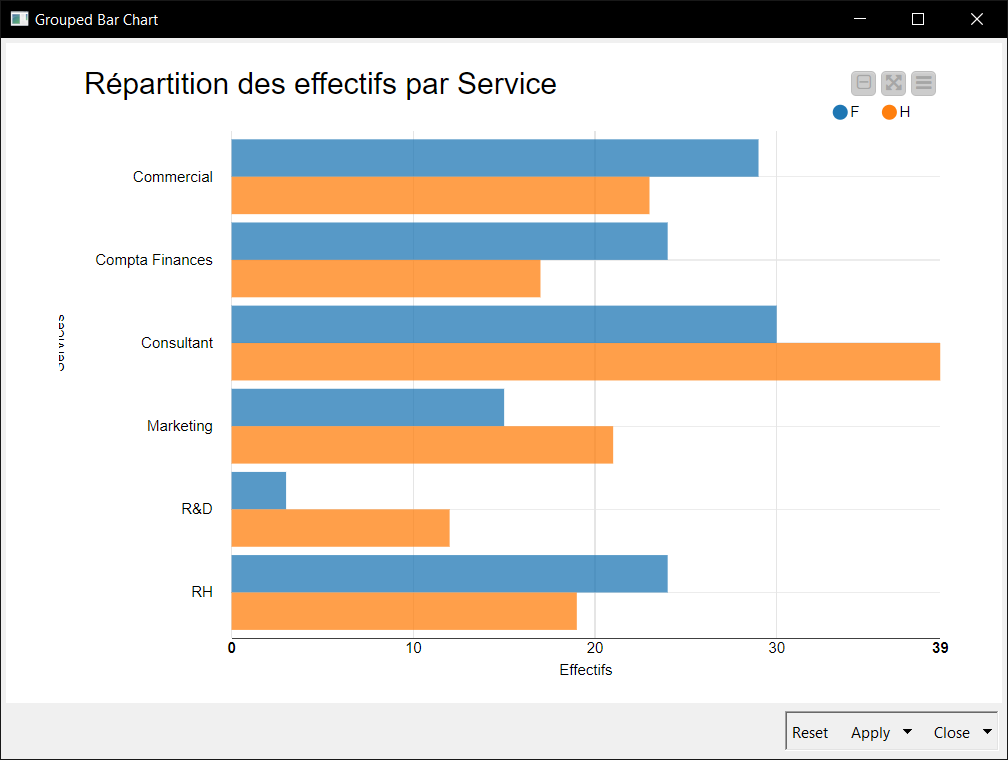 Grouped Bar Chart
Répartition des effectifs par Service
F
H
Commercial
Compta Finances
Consultant
Marketing
R&D
RH
Services
0 10 20 30 39
Effectifs
Reset Apply Close